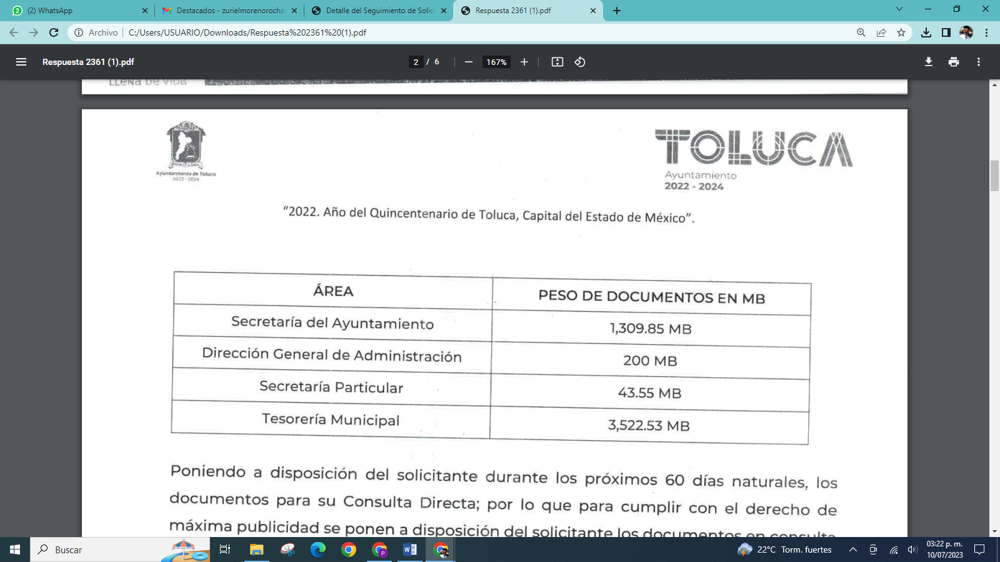 (2) WhatsApp
Destacados - zurielmorenorocha
Detalle del Seguimiento de Solici
Respuesta 2361 (1).pdf
Archivo
C:/Users/USUARIO/Downloads/Respuesta%202361%20(1).pdf
Respuesta 2361 (1).pdf
2 / 6
167%
LLENA DE VIDA
Ayuntamiento de Toluca
2022 - 2024
TOLUCA
Ayuntamiento
2022 - 2024
“2022. Año del Quincentenario de Toluca, Capital del Estado de México”.
ÁREA PESO DE DOCUMENTOS EN MB
Secretaría del Ayuntamiento 1,309.85 MB
Dirección General de Administración 200 MB
Secretaría Particular 43.55 MB
Tesorería Municipal 3,522.53 MB
Poniendo a disposición del solicitante durante los próximos 60 días naturales, los
documentos para su Consulta Directa; por lo que para cumplir con el derecho de
máxima publicidad se ponen a disposición del solicitante los documentos en consulta
Buscar
22°C Torm. fuertes
03:22 p. m.
10/07/2023